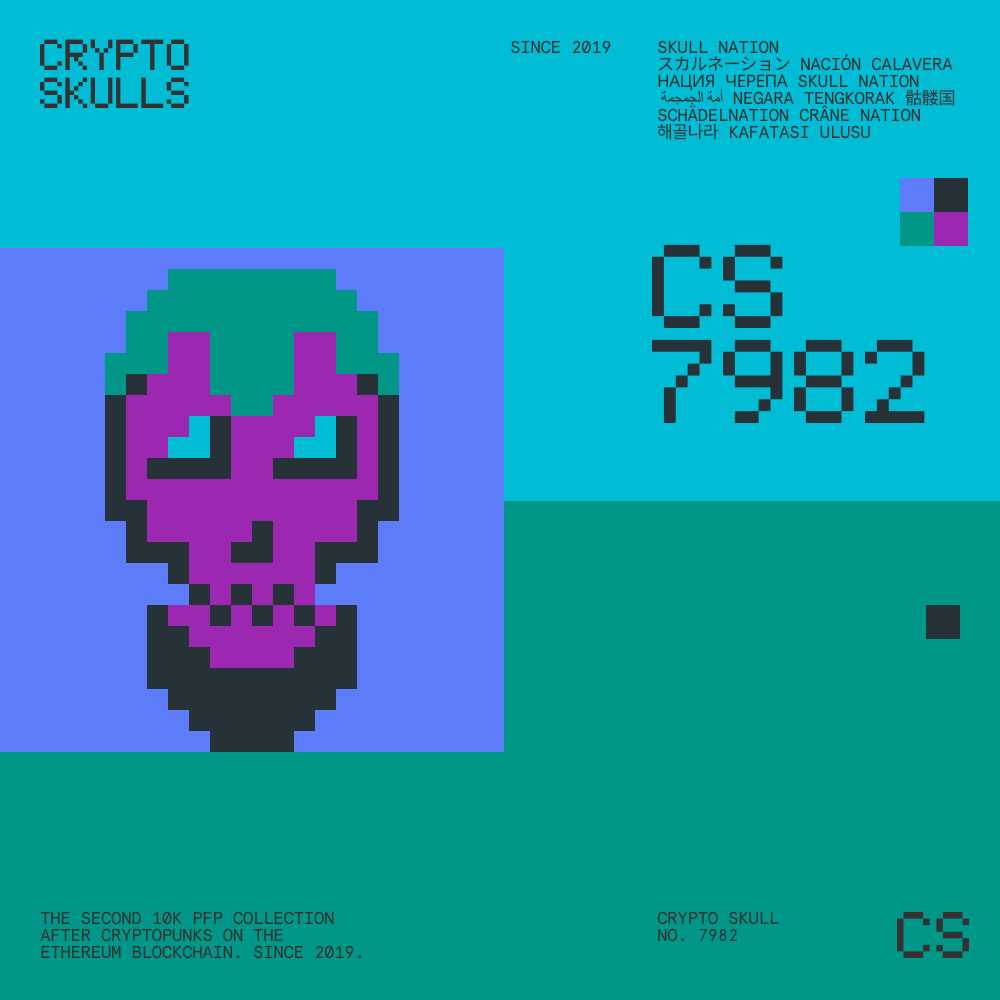 CRYPTO
SKULLS
SINCE 2019
SKULL NATION
スカルネーション NACIÓN CALAVERA
НАЦИЯ ЧЕРЕПА SKULL NATION
أمة الجمجمة NEGARA TENGKORAK 骷髅国
SCHÄDELNATION CRÂNE NATION
해골나라 KAFATASI ULUSU
CS
7982
THE SECOND 10K PFP COLLECTION
AFTER CRYPTOPUNKS ON THE
ETHEREUM BLOCKCHAIN. SINCE 2019.
CRYPTO SKULL
NO. 7982
CS